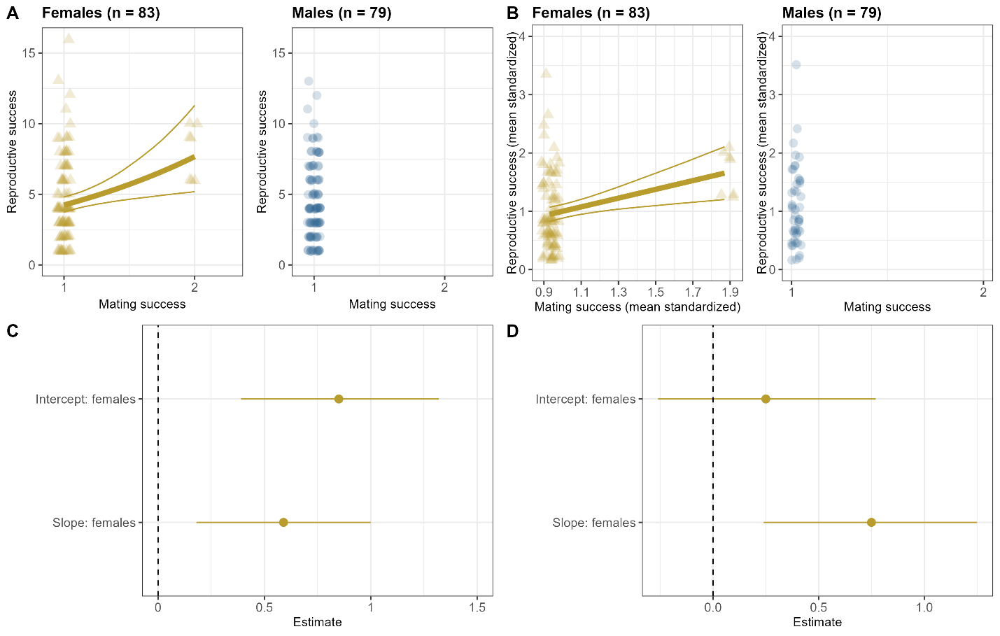 A
Females (n = 83)
Males (n = 79)
Reproductive success
15
10
5
0
1
2
Mating success
Reproductive success
15
10
5
0
1
2
Mating success
B
Females (n = 83)
Males (n = 79)
Reproductive success (mean standardized)
4
3
2
1
0
0.9
1.1
1.3
1.5
1.7
1.9
Mating success (mean standardized)
Reproductive success (mean standardized)
4
3
2
1
0
1
2
Mating success
C
Intercept: females
Slope: females
0
0.5
1
1.5
Estimate
D
Intercept: females
Slope: females
0.0
0.5
1.0
Estimate